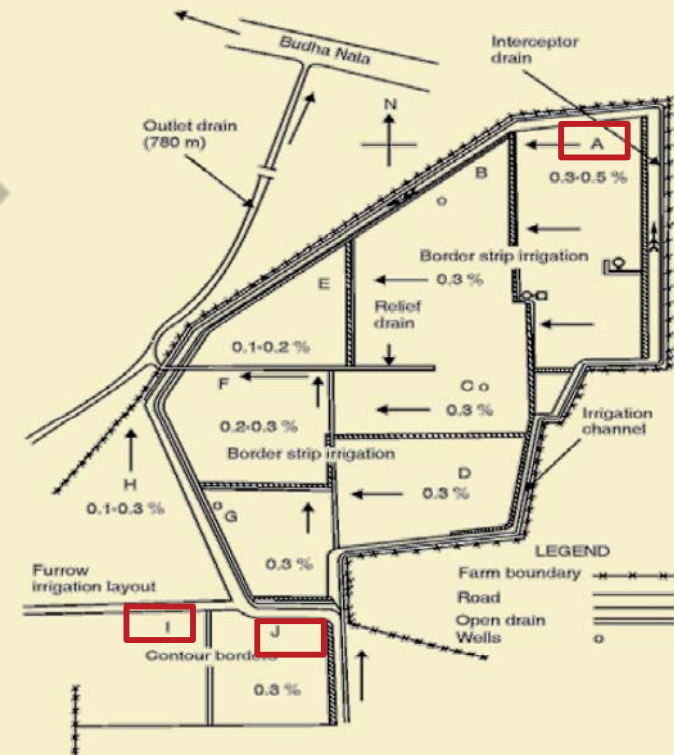 Budha Nala
Interceptor
drain
Outlet drain
(780 m)
N
A
0.3-0.5 %
B
Border strip irrigation
0.3 %
E
Relief
drain
0.1-0.2 %
F
C
0.3 %
0.2-0.3 %
Irrigation
channel
Border strip irrigation
D
0.3 %
H
0.1-0.3 %
G
0.3 %
LEGEND
Farm boundary
Road
Open drain
Wells
Furrow
irrigation layout
I
J
Contour borders
0.3 %